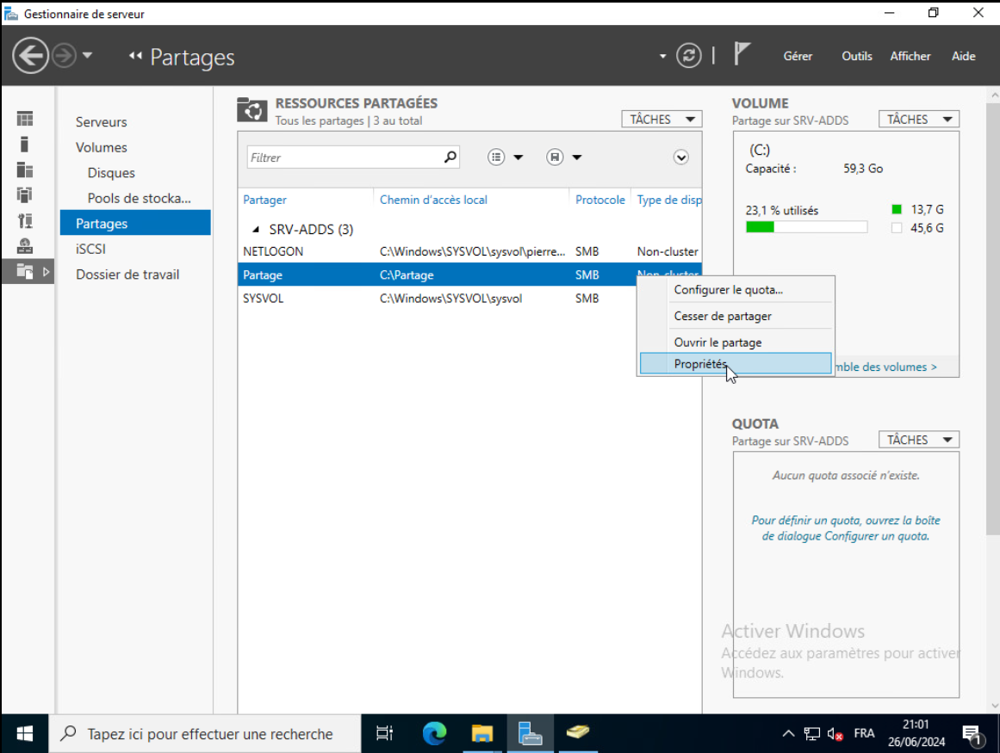 Gestionnaire de serveur
Partages
Gérer Outils Afficher Aide
Serveurs
Volumes
Disques
Pools de stocka...
Partages
iSCSI
Dossier de travail
RESSOURCES PARTAGÉES
Tous les partages | 3 au total
TÂCHES
Filtrer
Partager Chemin d'accès local Protocole Type de disp
SRV-ADDS (3)
NETLOGON C:\Windows\SYSVOL\sysvol\pierre... SMB Non-cluster
Partage C:\Partage SMB Non-cluster
SYSVOL C:\Windows\SYSVOL\sysvol SMB
Configurer le quota...
Cesser de partager
Ouvrir le partage
Propriétés
VOLUME
Partage sur SRV-ADDS
TÂCHES
(C:)
Capacité : 59,3 Go
23,1 % utilisés
13,7 G
45,6 G
mble des volumes >
QUOTA
Partage sur SRV-ADDS
TÂCHES
Aucun quota associé n'existe.
Pour définir un quota, ouvrez la boîte
de dialogue Configurer un quota.
Activer Windows
Accédez aux paramètres pour activer
Windows.
Tapez ici pour effectuer une recherche
FRA
21:01
26/06/2024
1